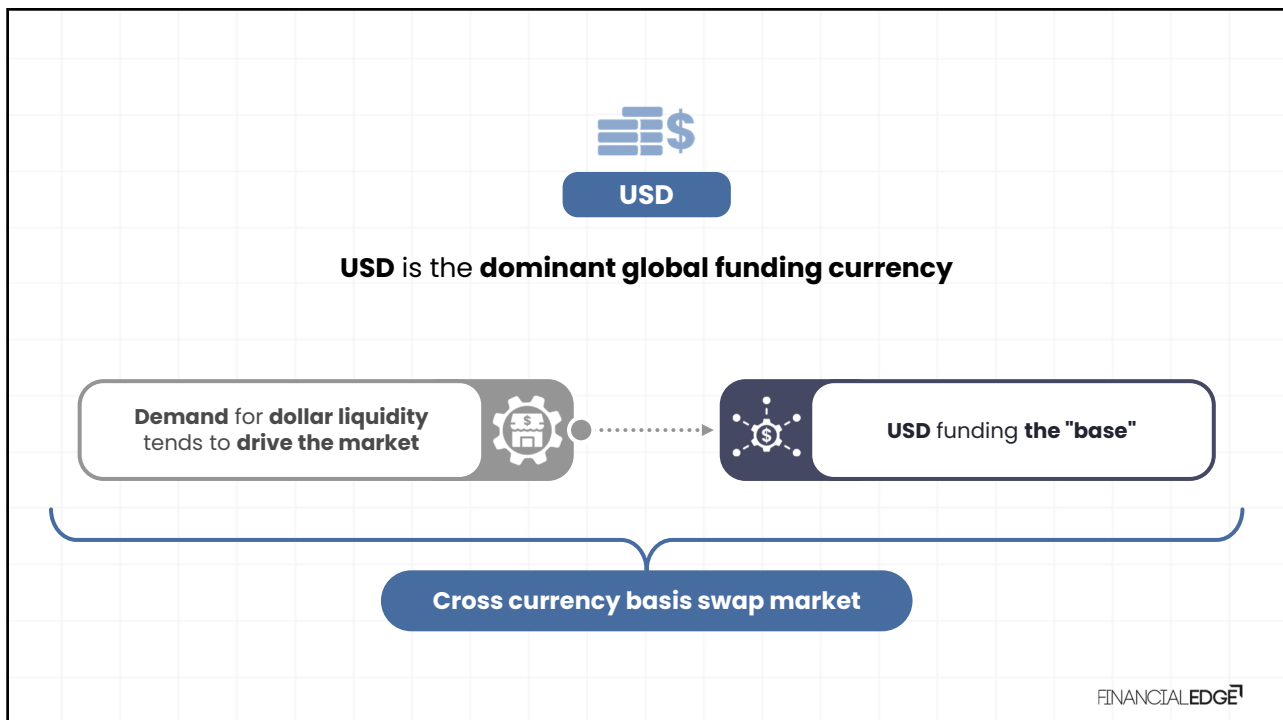 $
USD
USD is the dominant global funding currency
Demand for dollar liquidity
tends to drive the market
$
$
USD funding the "base"
Cross currency basis swap market
FINANCIALEDGE